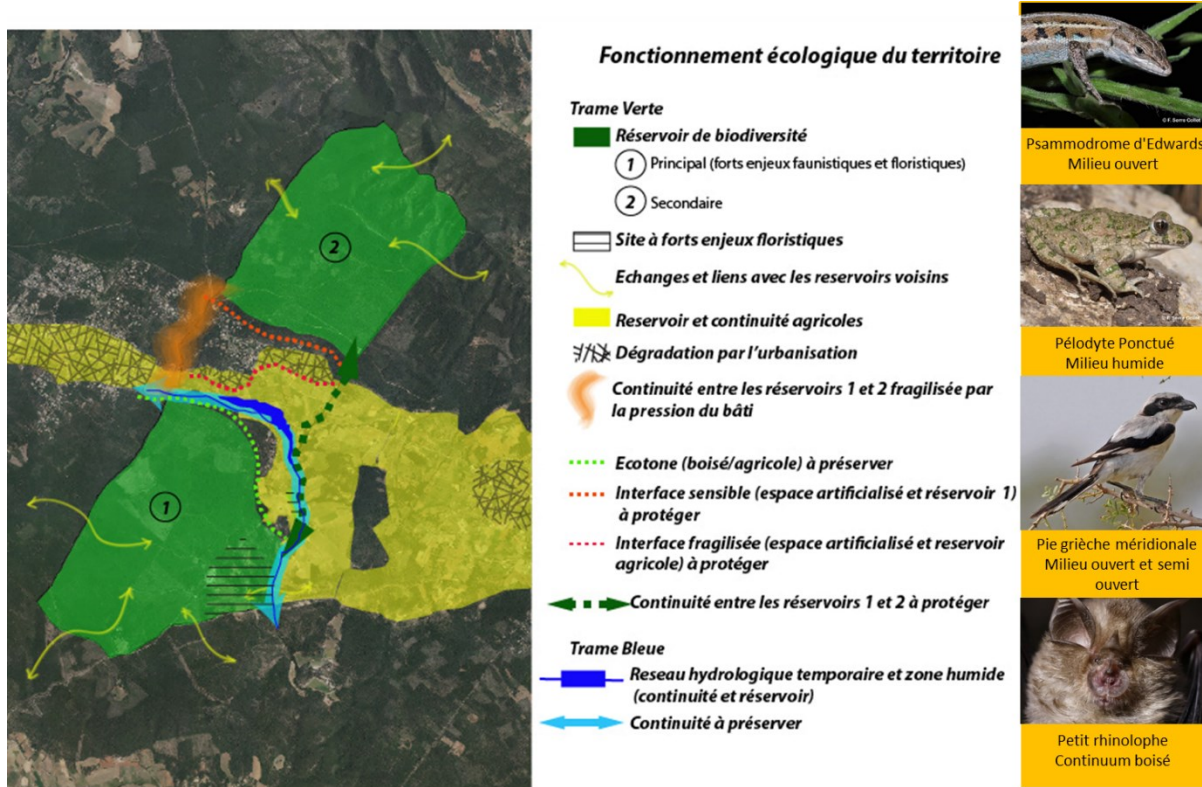 Fonctionnement écologique du territoire
Trame Verte
Réservoir de biodiversité
1 Principal (forts enjeux faunistiques et floristiques)
2 Secondaire
Site à forts enjeux floristiques
Echanges et liens avec les reservoirs voisins
Reservoir et continuité agricoles
Dégradation par l'urbanisation
Continuité entre les réservoirs 1 et 2 fragilisée par
la pression du bâti
Ecotone (boisé/agricole) à préserver
Interface sensible (espace artificialisé et réservoir 1)
à protéger
Interface fragilisée (espace artificialisé et reservoir
agricole) à protéger
Continuité entre les réservoirs 1 et 2 à protéger
Trame Bleue
Reseau hydrologique temporaire et zone humide
(continuité et réservoir)
Continuité à préserver
2
1
© F. Serre Collet
Psammodrome d'Edwards
Milieu ouvert
© F. Serre Collet
Pélodyte Ponctué
Milieu humide
Pie grièche méridionale
Milieu ouvert et semi
ouvert
Petit rhinolophe
Continuum boisé